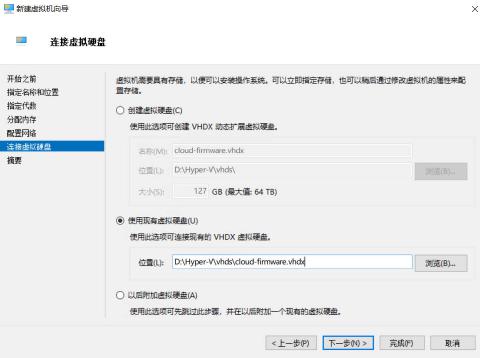 新建虚拟机向导
连接虚拟硬盘
开始之前
指定名称和位置
指定代数
分配内存
配置网络
连接虚拟硬盘
摘要
虚拟机需要具有存储，以便可以安装操作系统。可以立即指定存储，也可以稍后通过修改虚拟机的属性来配
置存储。
创建虚拟硬盘(C)
使用此选项可创建 VHDX 动态扩展虚拟硬盘。
名称(M): cloud-firmware.vhdx
位置(L): D:\Hyper-V\vhds\ 浏览(B)...
大小(S): 127 GB (最大值: 64 TB)
使用现有虚拟硬盘(U)
使用此选项可连接现有的 VHDX 虚拟硬盘。
位置(L): D:\Hyper-V\vhds\cloud-firmware.vhdx 浏览(B)...
以后附加虚拟硬盘(A)
使用此选项可先跳过此步骤，并在以后附加一个现有的虚拟硬盘。
< 上一步(P) 下一步(N) > 完成(F) 取消